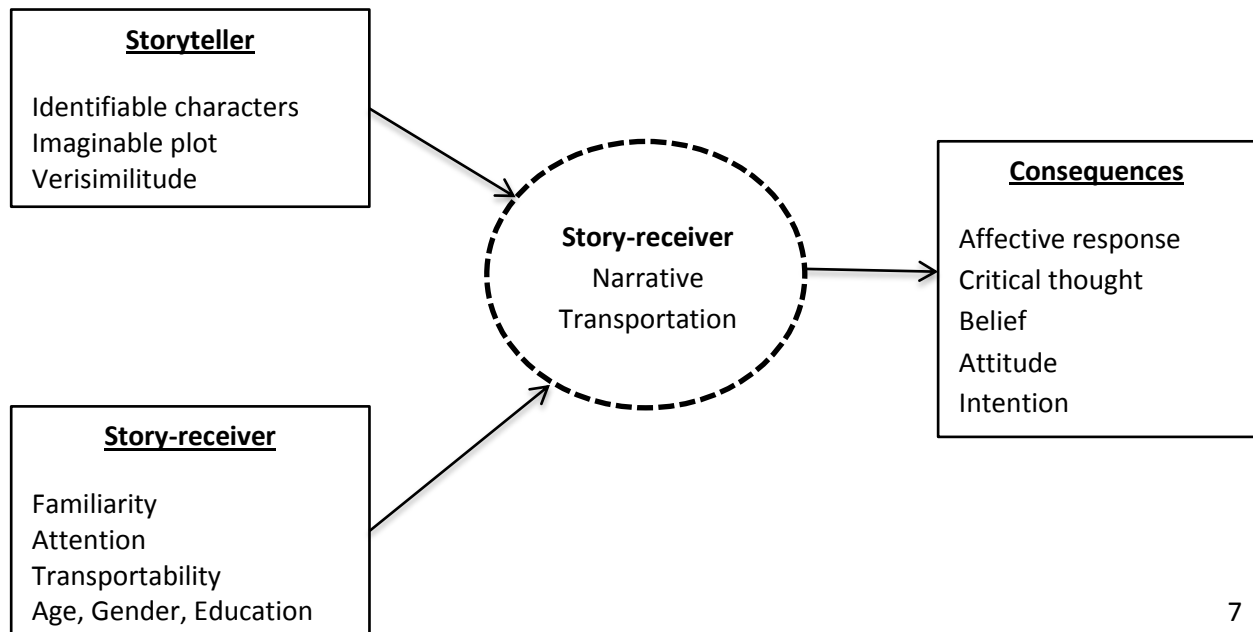 Storyteller
Identifiable characters
Imaginable plot
Verisimilitude
Story-receiver
Familiarity
Attention
Transportability
Age, Gender, Education
Story-receiver
Narrative
Transportation
Consequences
Affective response
Critical thought
Belief
Attitude
Intention
7